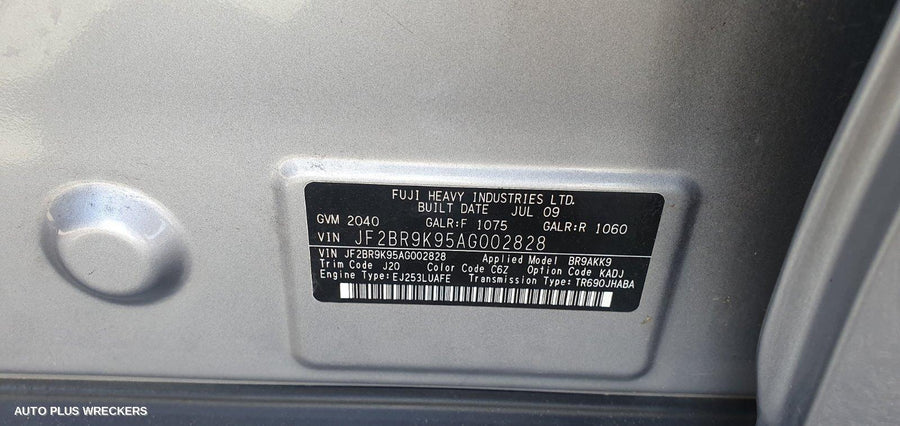 FUJI HEAVY INDUSTRIES LTD.
BUILT DATE JUL 09
GVM 2040 GALR:F 1075 GALR:R 1060
VIN JF2BR9K95AG002828
VIN JF2BR9K95AG002828 Applied Model BR9AKK9
Trim Code J20 Color Code C6Z Option Code KADJ
Engine Type:EJ253LUAFE Transmission Type:TR690JHABA
AUTO PLUS WRECKERS